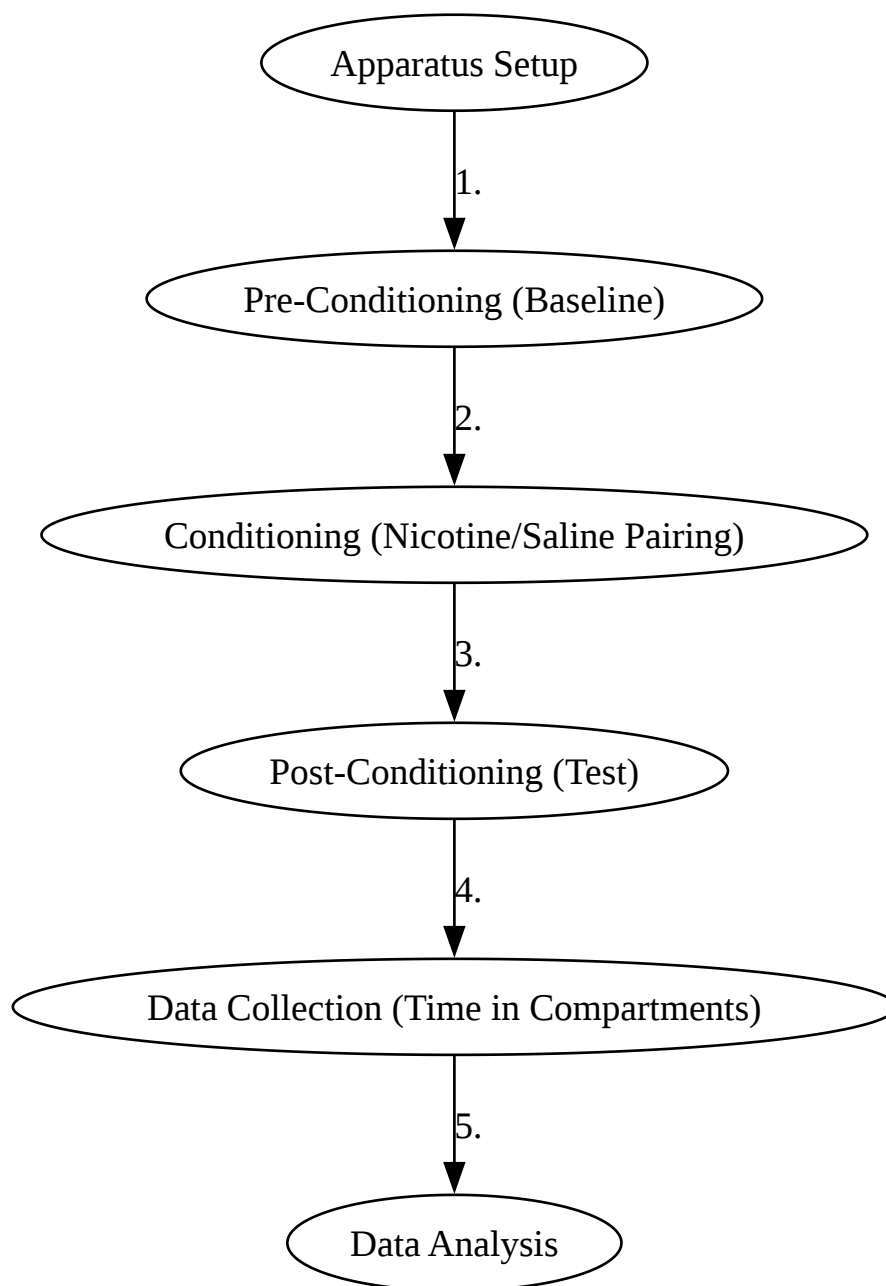 Apparatus Setup
1.
Pre-Conditioning (Baseline)
2.
Conditioning (Nicotine/Saline Pairing)
3.
Post-Conditioning (Test)
4.
Data Collection (Time in Compartments)
5.
Data Analysis